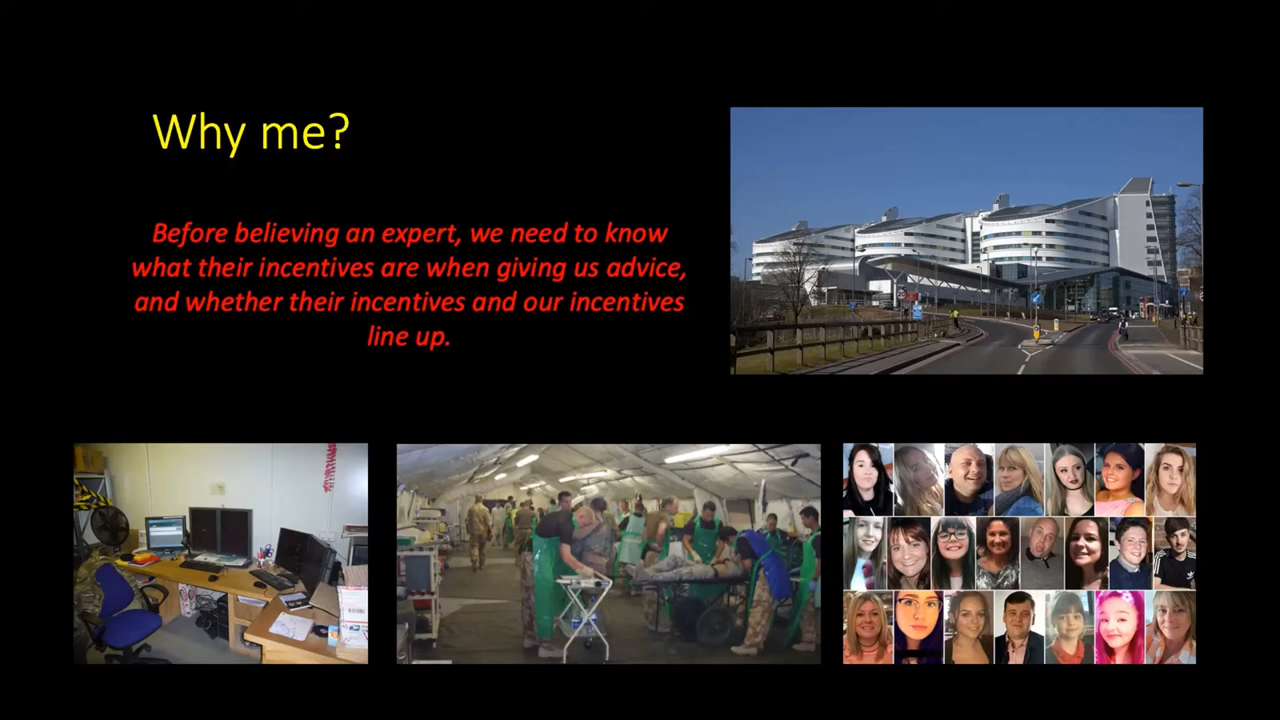 Why me?
Before believing an expert, we need to know
what their incentives are when giving us advice,
and whether their incentives and our incentives
line up.